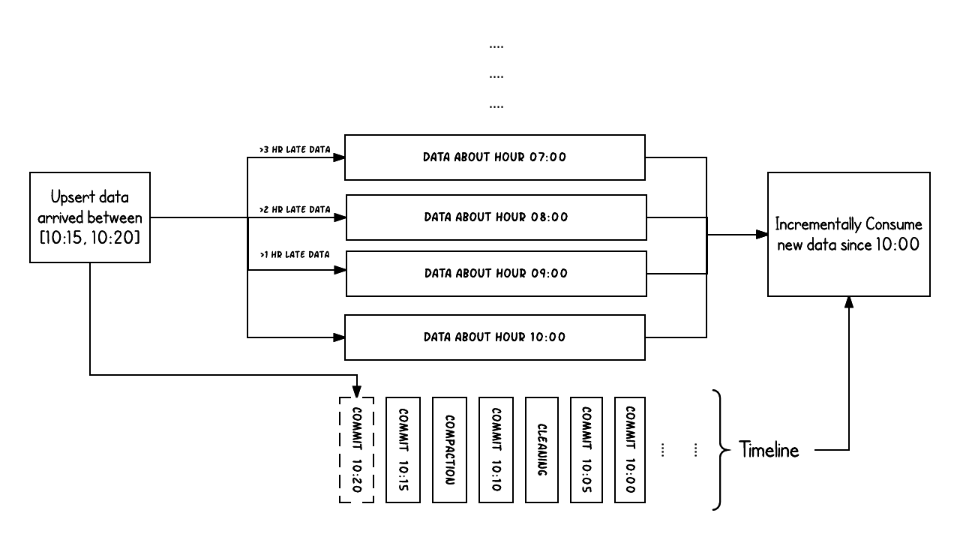 ....
....
....
>3 HR LATE DATA
DATA ABOUT HOUR 07:00
Upsert data
arrived between
[10:15, 10:20]
>2 HR LATE DATA
DATA ABOUT HOUR 08:00
Incrementally Consume
new data since 10:00
>1 HR LATE DATA
DATA ABOUT HOUR 09:00
DATA ABOUT HOUR 10:00
COMMIT 10:20
COMMIT 10:15
COMPACTION
COMMIT 10:10
CLEANING
COMMIT 10:05
COMMIT 10:00
.....
.....
Timeline